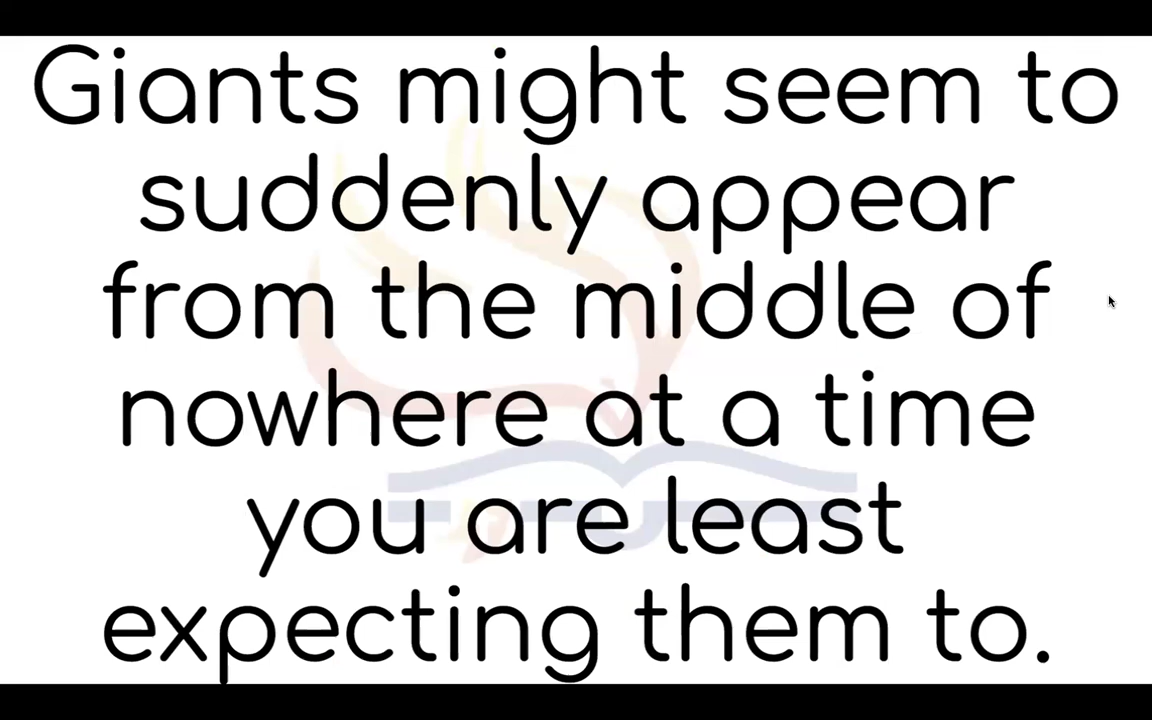 Giants might seem to
suddenly appear
from the middle of
nowhere at a time
you are least
expecting them to.